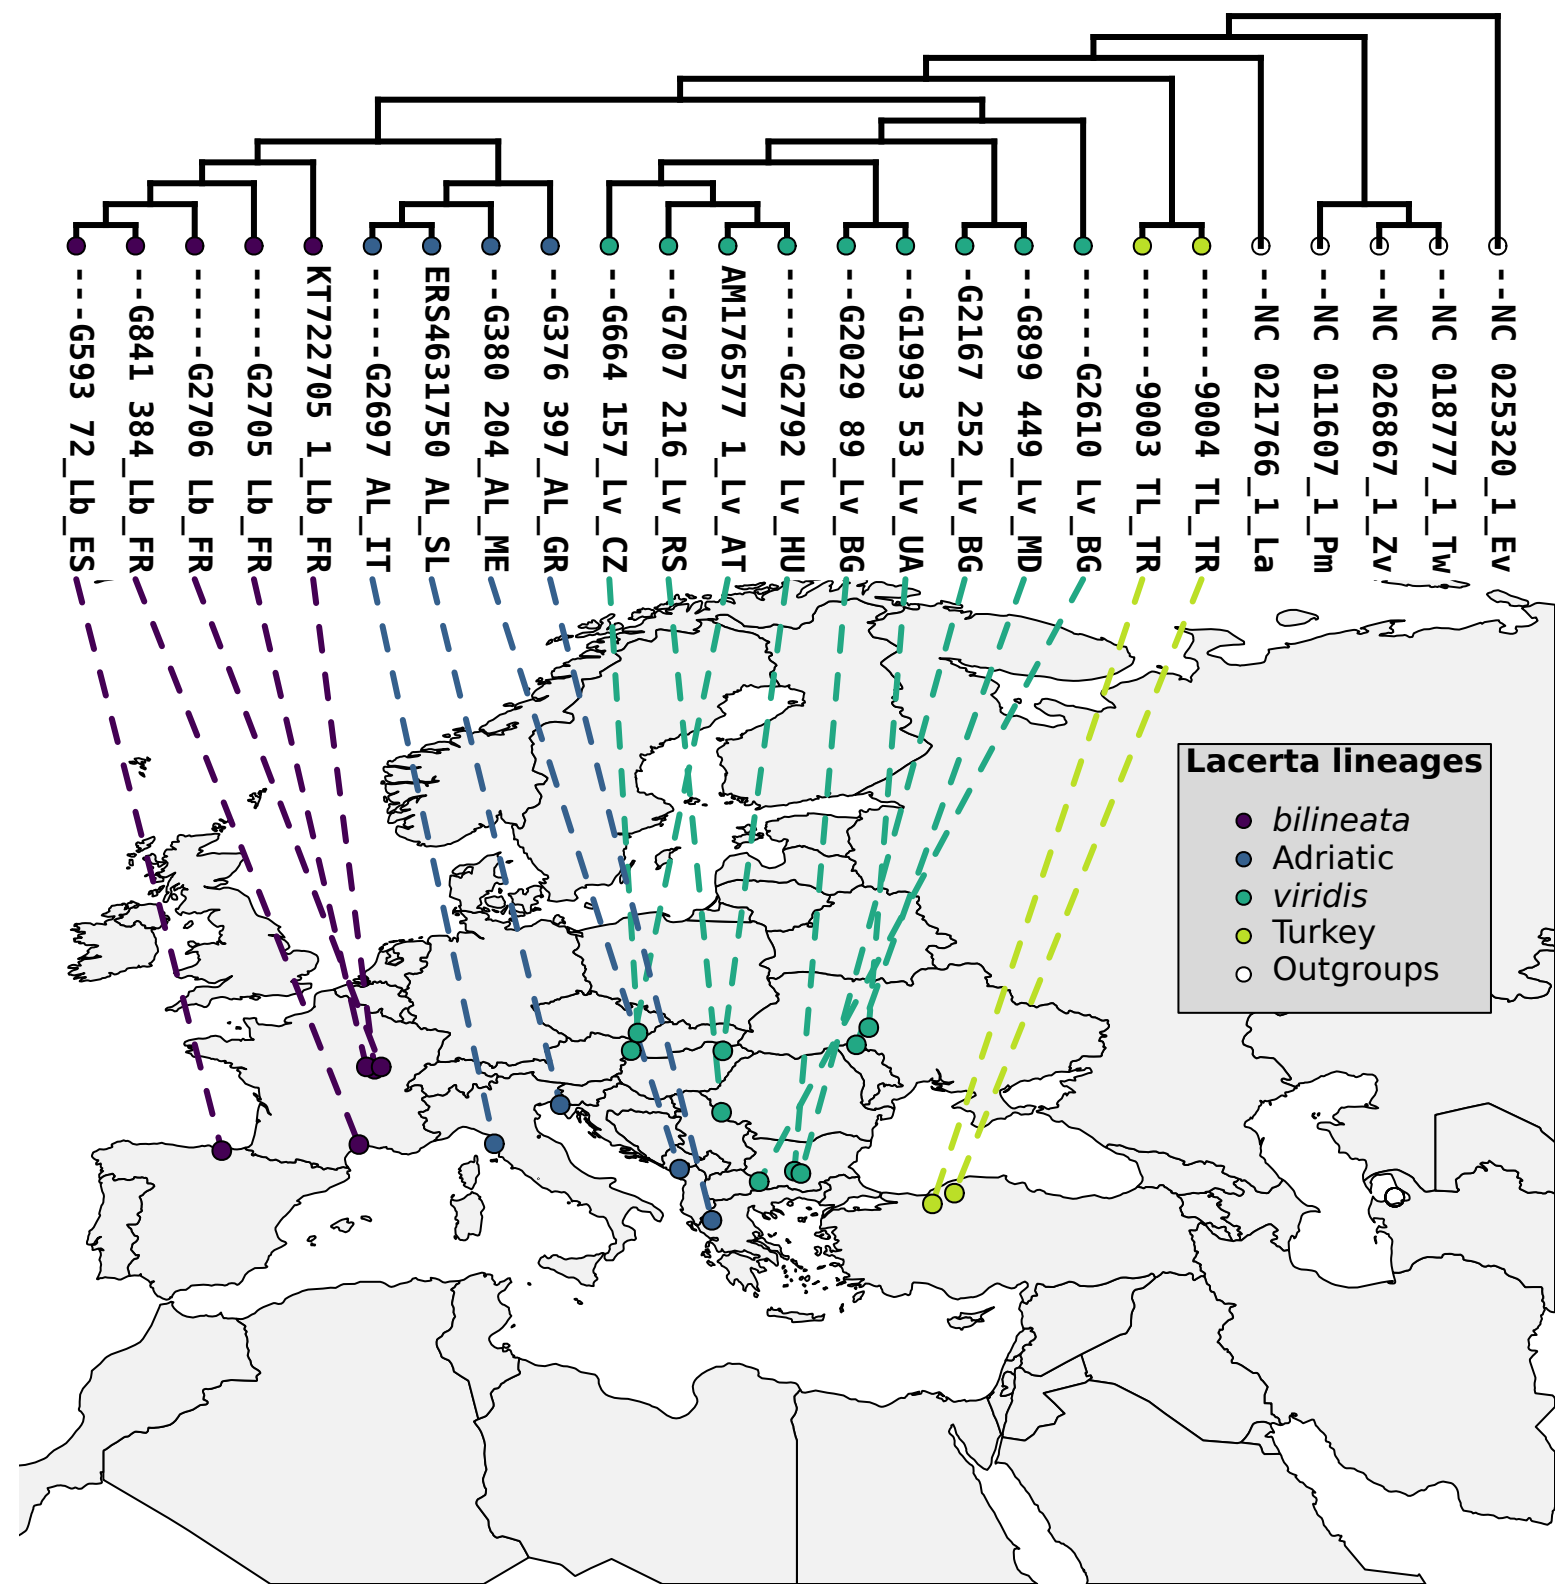 ---G593 72_Lb_ES
--G841 384_Lb_FR
-----G2706 Lb_FR
-----G2705 Lb_FR
KT722705 1_Lb_FR
-----G2697 AL_IT
ERS4631750 AL_SL
--G380 204_AL_ME
--G376 397_AL_GR
--G664 157_Lv_CZ
--G707 216_Lv_RS
AM176577 1_Lv_AT
-----G2792 Lv_HU
--G2029 89_Lv_BG
--G1993 53_Lv_UA
-G2167 252_Lv_BG
--G899 449_Lv_MD
-----G2610 Lv_BG
------9003 TL_TR
------9004 TL_TR
--NC 021766_1_La
--NC 011607_1_Pm
--NC 026867_1_Zv
--NC 018777_1_Tw
--NC 025320_1_Ev
Lacerta lineages
bilineata
Adriatic
viridis
Turkey
Outgroups